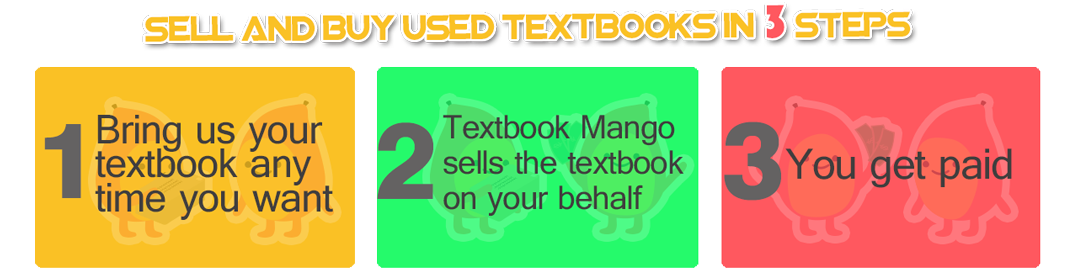 SELL AND BUY USED TEXTBOOKS IN 3 STEPS
1
Bring us your
textbook any
time you want
2
Textbook Mango
sells the textbook
on your behalf
3
You get paid